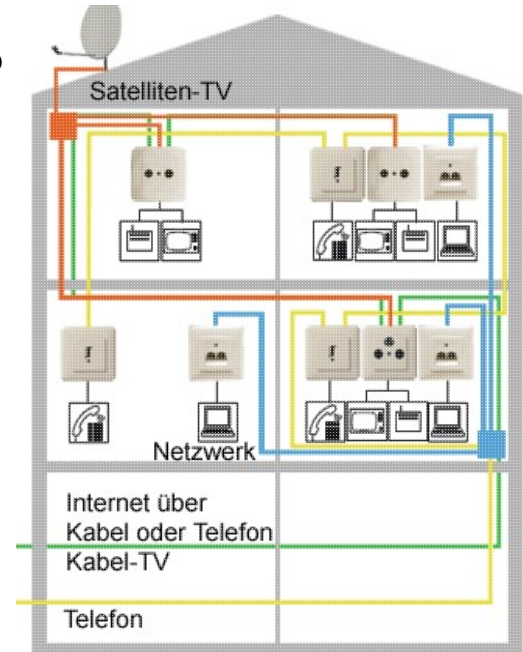 Satelliten-TV
Netzwerk
Internet über
Kabel oder Telefon
Kabel-TV
Telefon